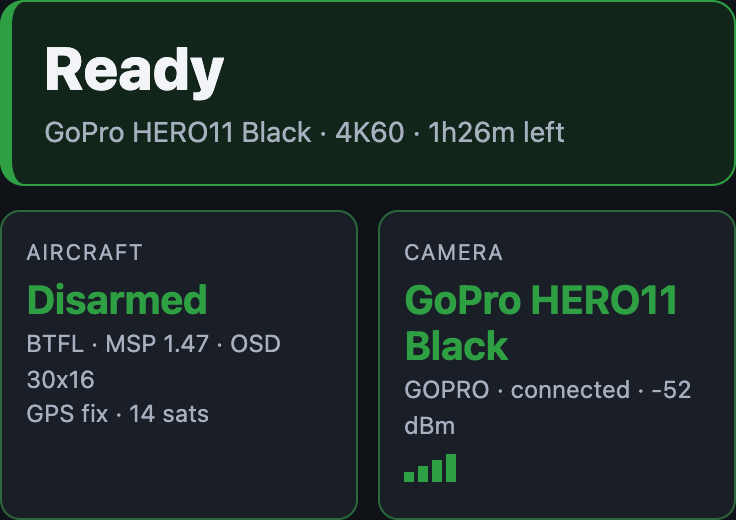 Ready
GoPro HERO11 Black · 4K60 · 1h26m left
AIRCRAFT
Disarmed
BTFL · MSP 1.47 · OSD
30x16
GPS fix · 14 sats
CAMERA
GoPro HERO11
Black
GOPRO · connected · -52
dBm